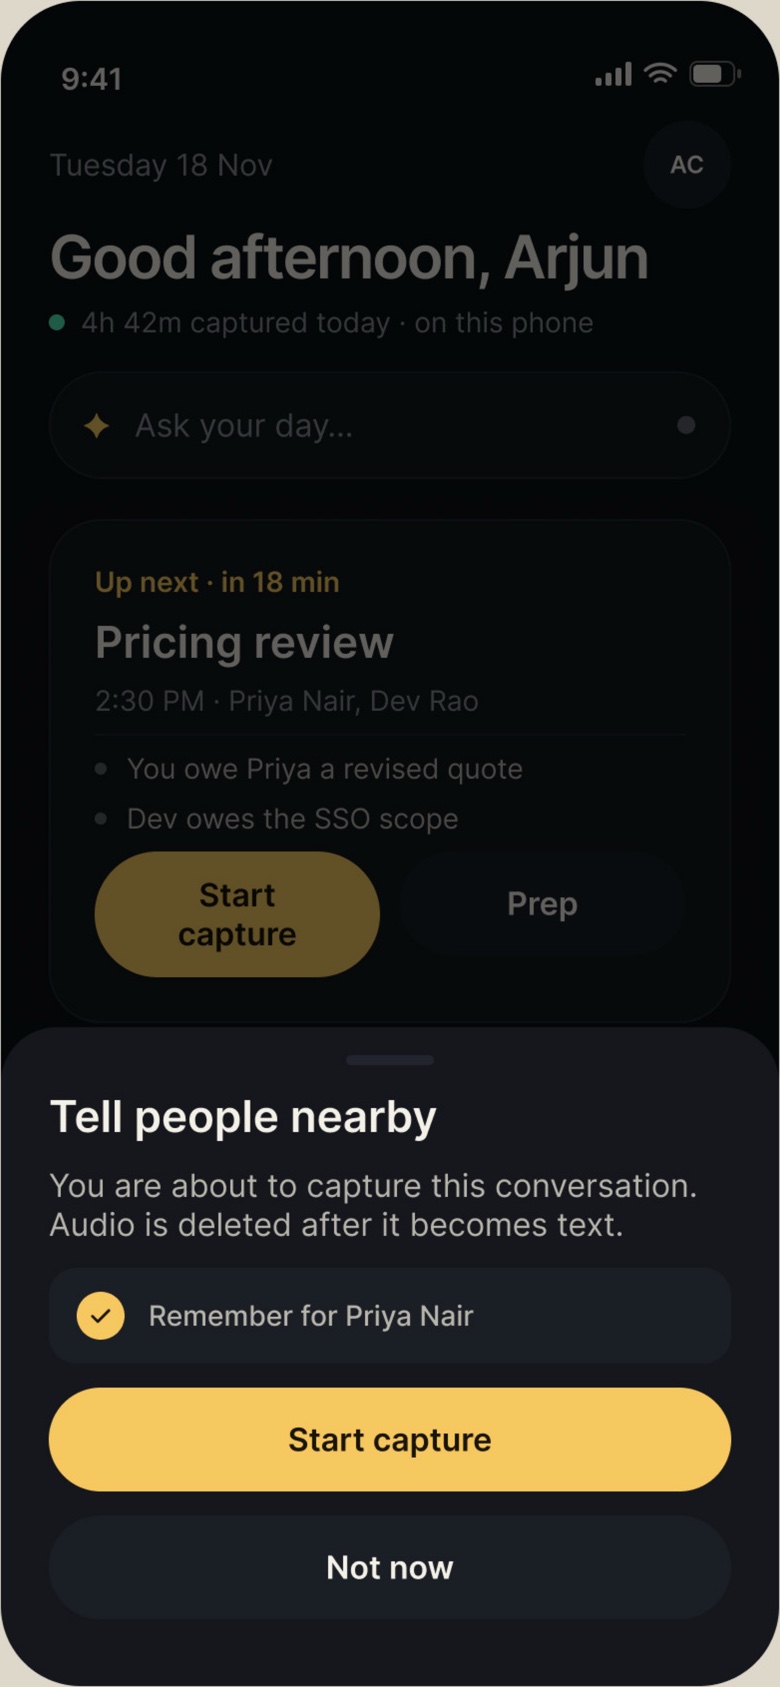 9:41
Tuesday 18 Nov
AC
Good afternoon, Arjun
4h 42m captured today · on this phone
Ask your day...
Up next · in 18 min
Pricing review
2:30 PM · Priya Nair, Dev Rao
You owe Priya a revised quote
Dev owes the SSO scope
Start
capture
Prep
Tell people nearby
You are about to capture this conversation.
Audio is deleted after it becomes text.
Remember for Priya Nair
Start capture
Not now